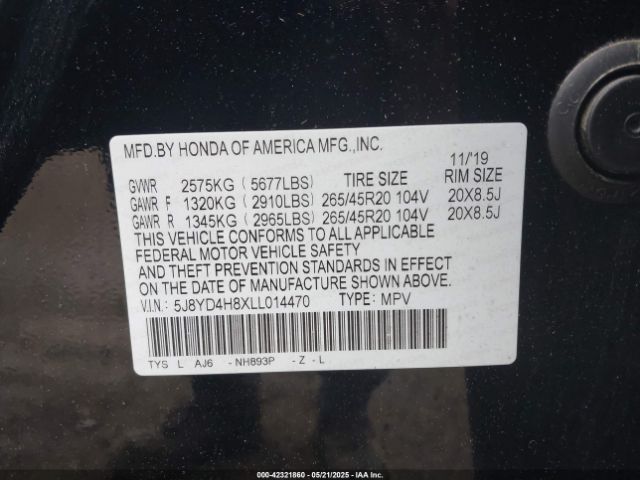 MFD.BY HONDA OF AMERICA MFG.,INC.
11/'19
GVWR 2575KG ( 5677LBS) TIRE SIZE RIM SIZE
GAWR F 1320KG ( 2910LBS) 265/45R20 104V 20X8.5J
GAWR R 1345KG ( 2965LBS) 265/45R20 104V 20X8.5J
THIS VEHICLE CONFORMS TO ALL APPLICABLE
FEDERAL MOTOR VEHICLE SAFETY
AND THEFT PREVENTION STANDARDS IN EFFECT
ON THE DATE OF MANUFACTURE SHOWN ABOVE.
V.I.N.: 5J8YD4H8XLL014470 TYPE: MPV
TYS L AJ6 -NH893P -Z -L
000-42321860 - 05/21/2025 - IAA Inc.